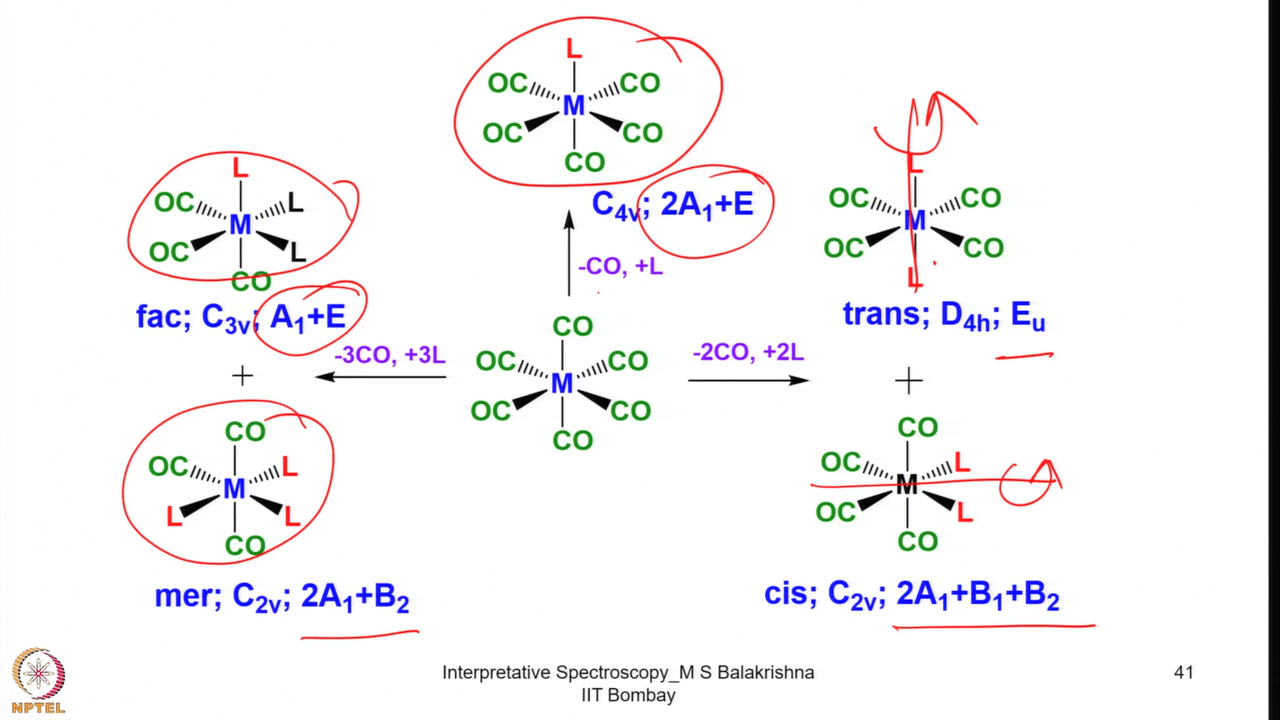 L
OC CO
M
OC CO
CO
C4v; 2A1+E
-CO, +L
L
OC L
M
OC L
CO
fac; C3v; A1+E
-3CO, +3L
+
CO
OC L
M
L L
CO
mer; C2v; 2A1+B2
CO
OC CO
M
OC CO
CO
-2CO, +2L
L
OC CO
M
OC CO
L
trans; D4h; Eu
+
CO
OC L
M
OC L
CO
cis; C2v; 2A1+B1+B2
Interpretative Spectroscopy_M S Balakrishna
IIT Bombay
41
NPTEL